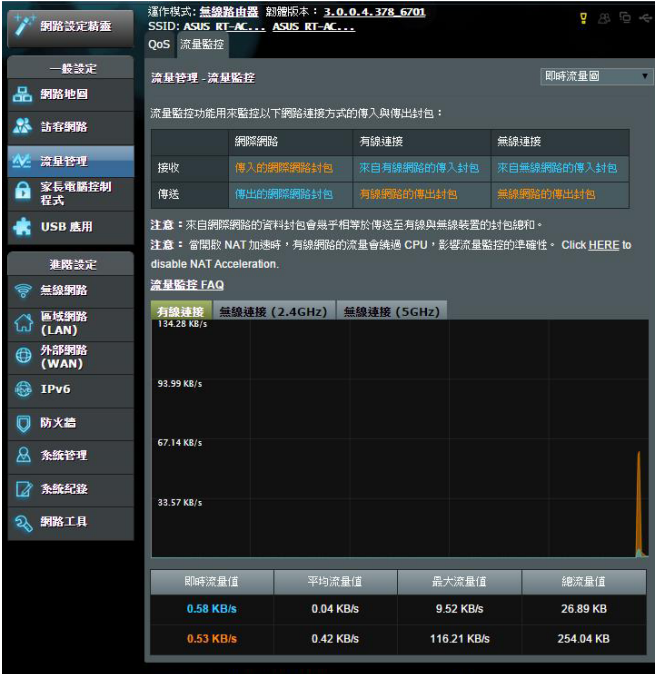 網路設定精靈
運作模式: 無線路由器 韌體版本： 3.0.0.4.378_6701
SSID: ASUS RT-AC... ASUS RT-AC...
QoS 流量監控
一般設定
網路地圖
訪客網路
流量管理
家長電腦控制
程式
USB 應用
進階設定
無線網路
區域網路
(LAN)
外部網路
(WAN)
IPv6
防火牆
系統管理
系統紀錄
網路工具
流量管理 - 流量監控
即時流量圖
流量監控功能用來監控以下網路連接方式的傳入與傳出封包：
網際網路 有線連接 無線連接
接收 傳入的網際網路封包 來自有線網路的傳入封包 來自無線網路的傳入封包
傳送 傳出的網際網路封包 有線網路的傳出封包 無線網路的傳出封包
注意：來自網際網路的資料封包會幾乎相等於傳送至有線與無線裝置的封包總和。
注意： 當開啟 NAT 加速時，有線網路的流量會繞過 CPU，影響流量監控的準確性。 Click HERE to
disable NAT Acceleration.
流量監控 FAQ
有線連接 無線連接 (2.4GHz) 無線連接 (5GHz)
134.28 KB/s
93.99 KB/s
67.14 KB/s
33.57 KB/s
即時流量值 平均流量值 最大流量值 總流量值
0.58 KB/s 0.04 KB/s 9.52 KB/s 26.89 KB
0.53 KB/s 0.42 KB/s 116.21 KB/s 254.04 KB